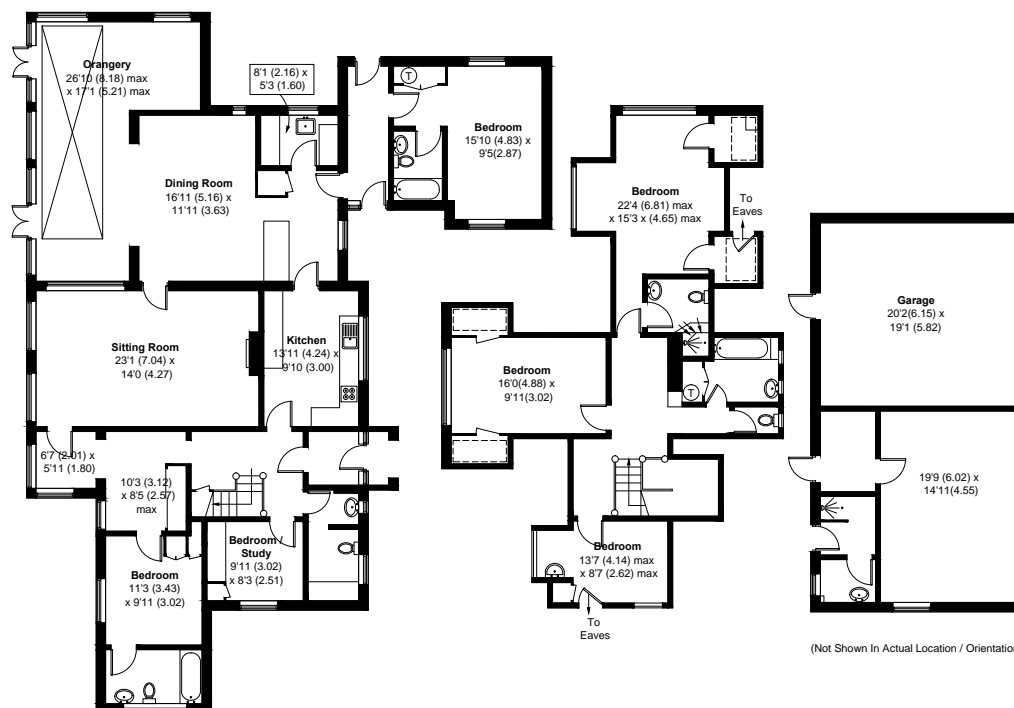 Orangery
26'10 (8.18) max
x 17'1 (5.21) max
8'1 (2.16) x
5'3 (1.60)
T
Bedroom
15'10 (4.83) x
9'5(2.87)
Dining Room
16'11 (5.16) x
11'11 (3.63)
Bedroom
22'4 (6.81) max
x 15'3 x (4.65) max
To
Eaves
Garage
20'2(6.15) x
19'1 (5.82)
Sitting Room
23'1 (7.04) x
14'0 (4.27)
Kitchen
13'11 (4.24) x
9'10 (3.00)
Bedroom
16'0(4.88) x
9'11(3.02)
T
6'7 (2.01) x
5'11 (1.80)
10'3 (3.12)
x 8'5 (2.57)
max
19'9 (6.02) x
14'11(4.55)
Bedroom /
Study
9'11 (3.02)
x 8'3 (2.51)
Bedroom
13'7 (4.14) max
x 8'7 (2.62) max
Bedroom
11'3 (3.43)
x 9'11 (3.02)
To
Eaves
(Not Shown In Actual Location / Orientation